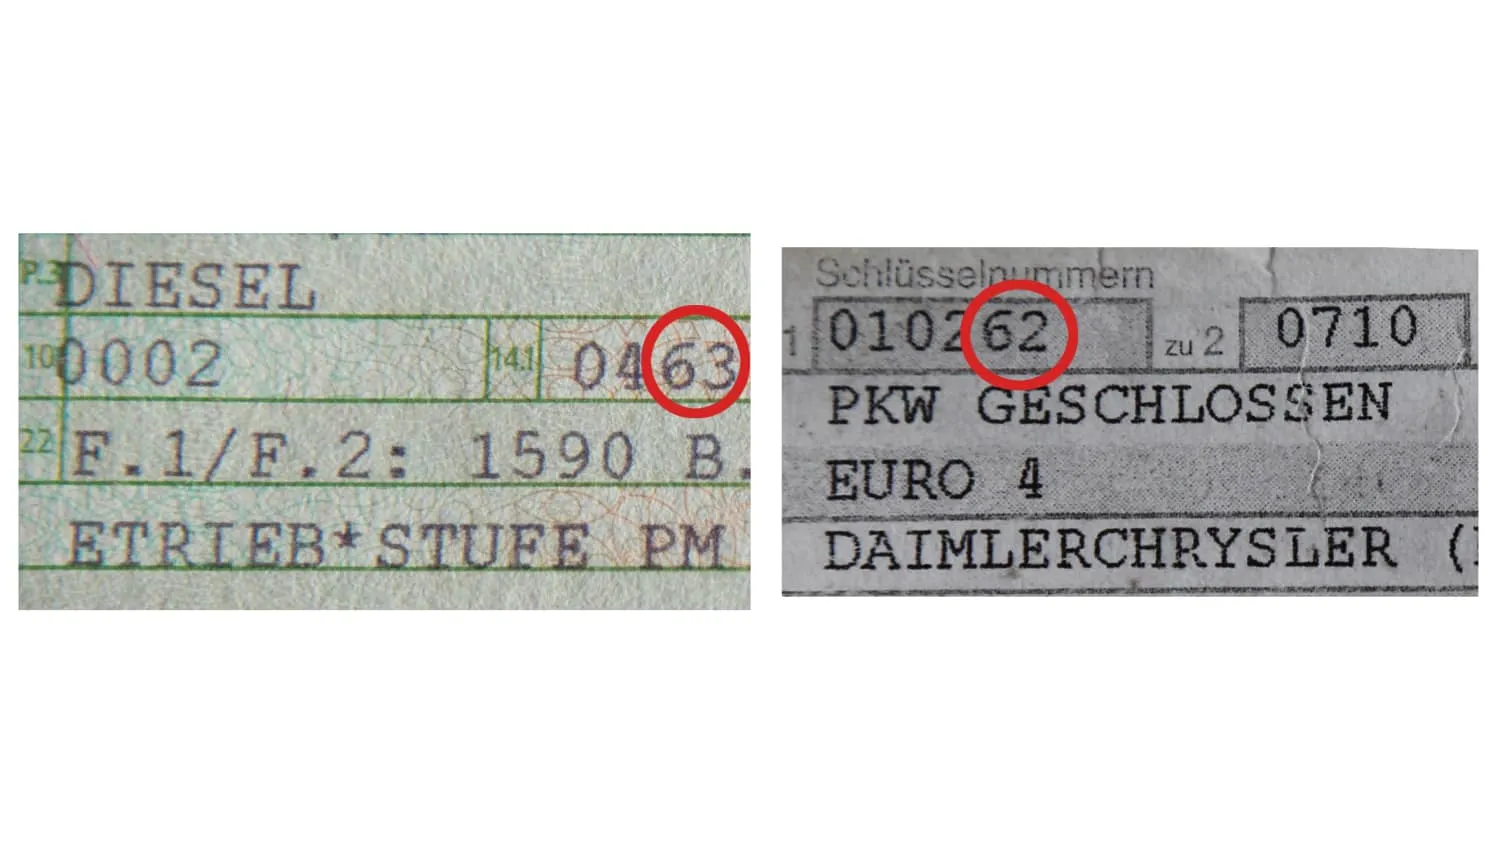 P.3 DIESEL
10 0002 14.1 0463
22 F.1/F.2: 1590 B.
ETRIEB*STUFE PM
Schlüsselnummern
1 010262 zu 2 0710
PKW GESCHLOSSEN
EURO 4
DAIMLERCHRYSLER (